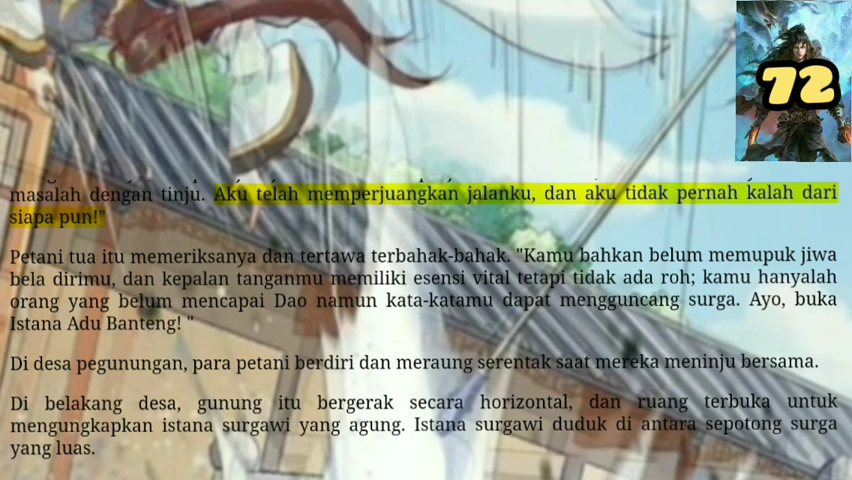 72
masalah dengan tinju. Aku telah memperjuangkan jalanku, dan aku tidak pernah kalah dari
siapa pun!"
Petani tua itu memeriksanya dan tertawa terbahak-bahak. "Kamu bahkan belum memupuk jiwa
bela dirimu, dan kepalan tanganmu memiliki esensi vital tetapi tidak ada roh; kamu hanyalah
orang yang belum mencapai Dao namun kata-katamu dapat mengguncang surga. Ayo, buka
Istana Adu Banteng! "
Di desa pegunungan, para petani berdiri dan meraung serentak saat mereka meninju bersama.
Di belakang desa, gunung itu bergerak secara horizontal, dan ruang terbuka untuk
mengungkapkan istana surgawi yang agung. Istana surgawi duduk di antara sepotong surga
yang luas.